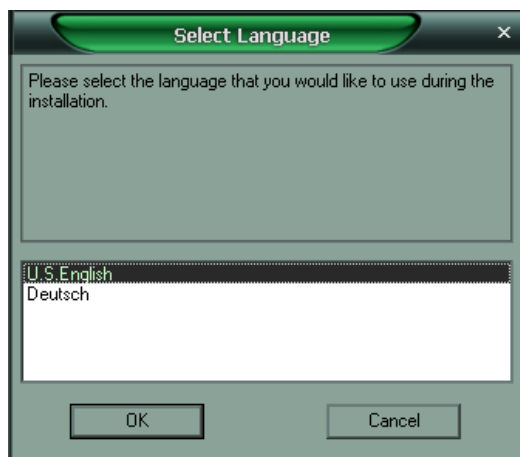 Select Language
Please select the language that you would like to use during the
installation.
U.S.English
Deutsch
OK
Cancel